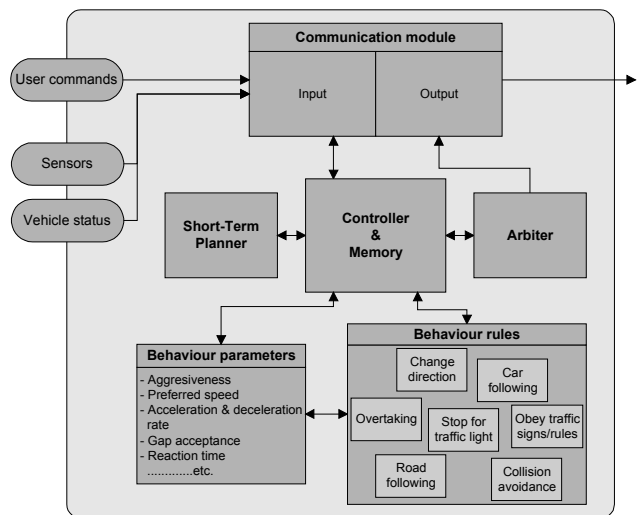 Communication module
User commands
Input
Output
Sensors
Vehicle status
Short-Term
Planner
Controller
&
Memory
Arbiter
Behaviour parameters
- Aggresiveness
- Preferred speed
- Acceleration & deceleration
rate
- Gap acceptance
- Reaction time
.............etc.
Behaviour rules
Change
direction
Car
following
Overtaking
Stop for
traffic light
Obey traffic
signs/rules
Road
following
Collision
avoidance